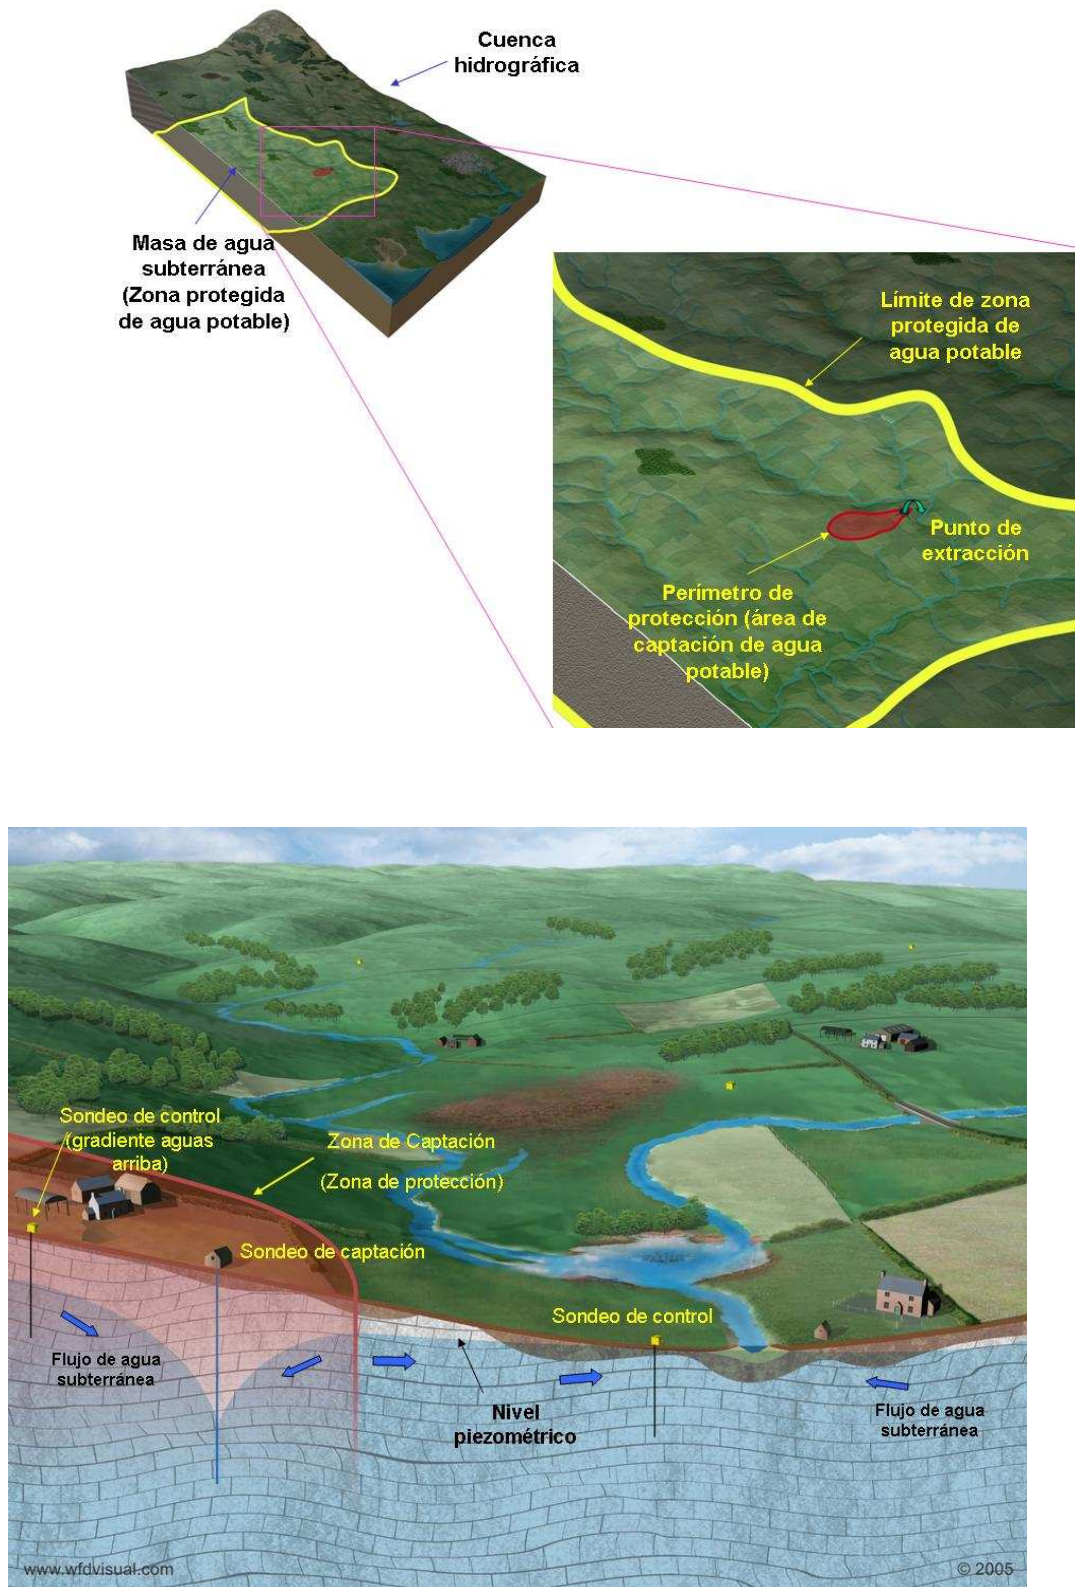 Cuenca
hidrográfica
Masa de agua
subterránea
(Zona protegida
de agua potable)
Límite de zona
protegida de
agua potable
Punto de
extracción
Perímetro de
protección (área de
captación de agua
potable)
Sondeo de control
(gradiente aguas
arriba)
Zona de Captación
(Zona de protección)
Sondeo de captación
Sondeo de control
Flujo de agua
subterránea
Nivel
piezométrico
Flujo de agua
subterránea
www.wfdvisual.com
© 2005